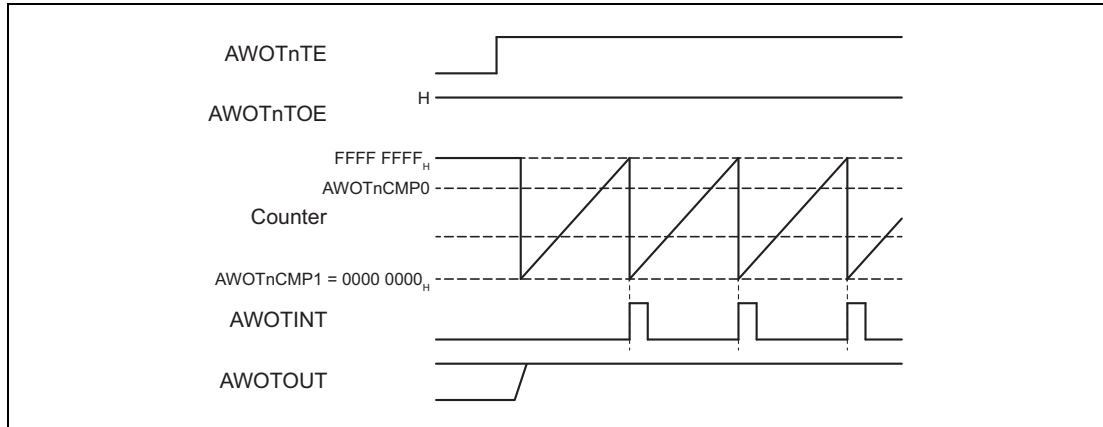 AWOTnTE
H
AWOTnTOE
FFFF FFFFH
AWOTnCMP0
Counter
AWOTnCMP1 = 0000 0000H
AWOTINT
AWOTOUT